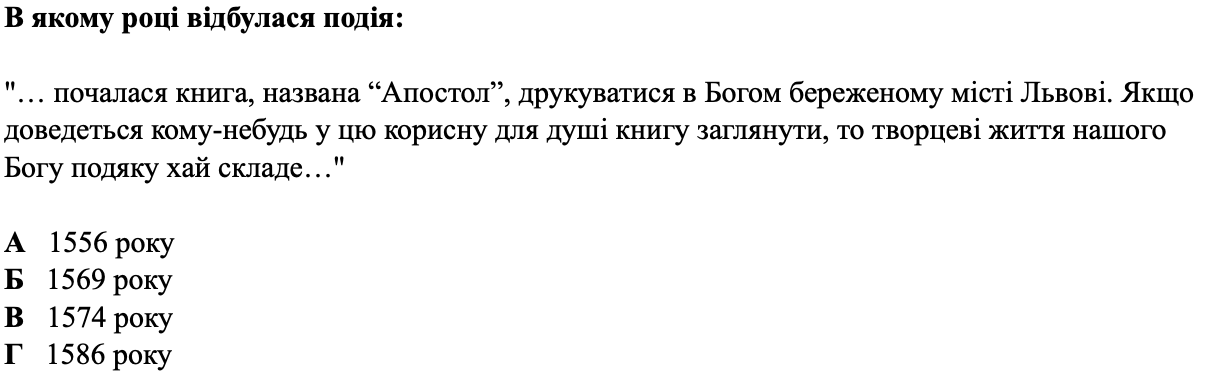 В якому році відбулася подія:
"… почалася книга, названа “Апостол”, друкуватися в Богом береженому місті Львові. Якщо
доведеться кому-небудь у цю корисну для душі книгу заглянути, то творцеві життя нашого
Богу подяку хай складе…"
А 1556 року
Б 1569 року
В 1574 року
Г 1586 року